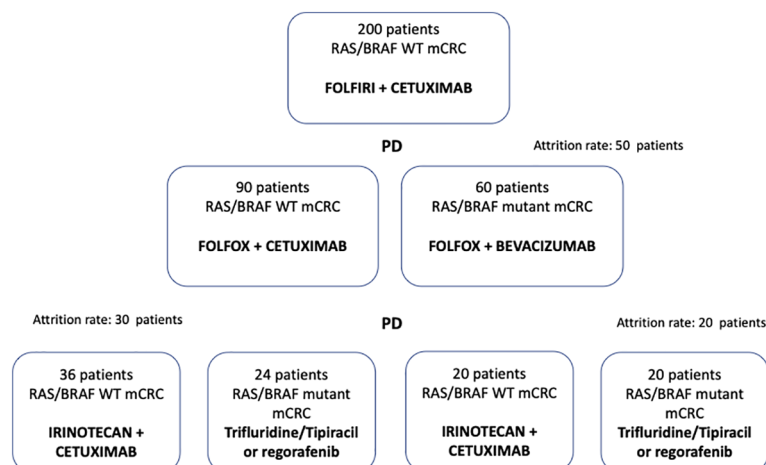 200 patients
RAS/BRAF WT mCRC
FOLFIRI + CETUXIMAB
PD
Attrition rate: 50 patients
90 patients
RAS/BRAF WT mCRC
FOLFOX + CETUXIMAB
60 patients
RAS/BRAF mutant mCRC
FOLFOX + BEVACIZUMAB
Attrition rate: 30 patients
PD
Attrition rate: 20 patients
36 patients
RAS/BRAF WT mCRC
IRINOTECAN +
CETUXIMAB
24 patients
RAS/BRAF mutant
mCRC
Trifluridine/Tipiracil
or regorafenib
20 patients
RAS/BRAF WT mCRC
IRINOTECAN +
CETUXIMAB
20 patients
RAS/BRAF mutant
mCRC
Trifluridine/Tipiracil
or regorafenib